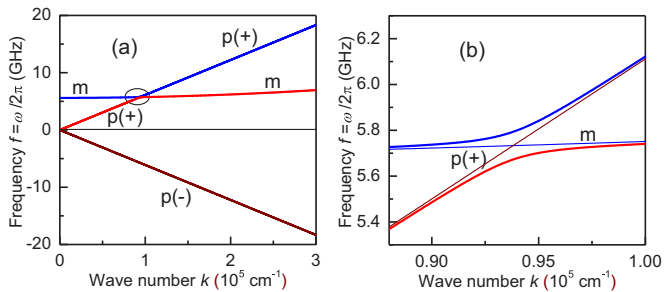 (a)
p(+)
m
m
p(+)
p(-)
20
10
0
-10
-20
0
1
2
3
Frequency f = ω/2π (GHz)
Wave number k (10⁵ cm⁻¹)
(b)
m
p(+)
6.2
6.0
5.8
5.6
5.4
0.90
0.95
1.00
Frequency f = ω/2π (GHz)
Wave number k (10⁵ cm⁻¹)